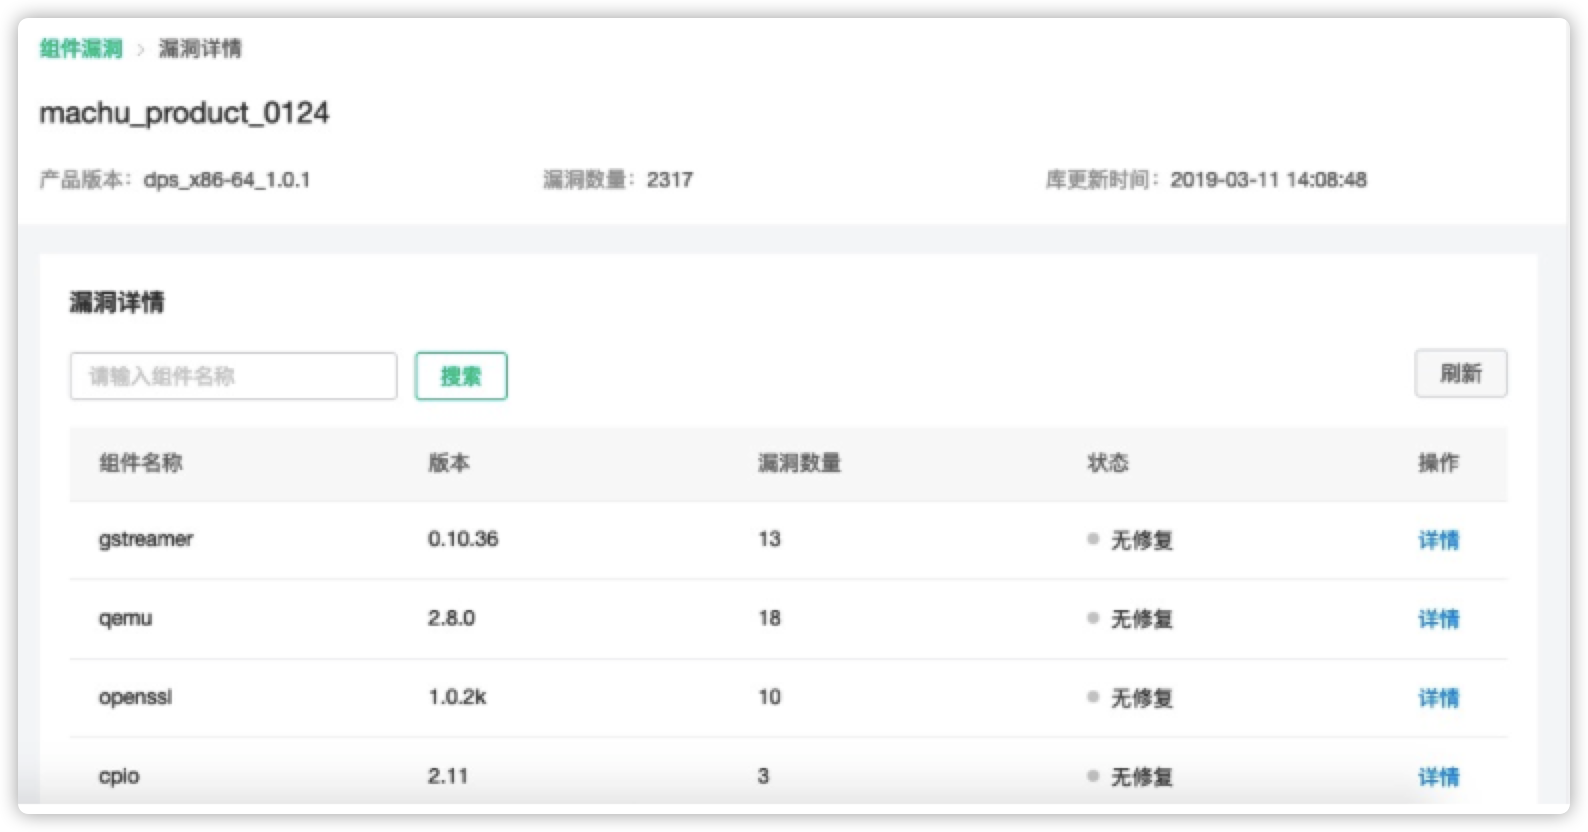 组件漏洞 > 漏洞详情
machu_product_0124
产品版本：dps_x86-64_1.0.1 漏洞数量：2317 库更新时间：2019-03-11 14:08:48
漏洞详情
请输入组件名称 搜索 刷新
组件名称 版本 漏洞数量 状态 操作
gstreamer 0.10.36 13 无修复 详情
qemu 2.8.0 18 无修复 详情
openssl 1.0.2k 10 无修复 详情
cpio 2.11 3 无修复 详情